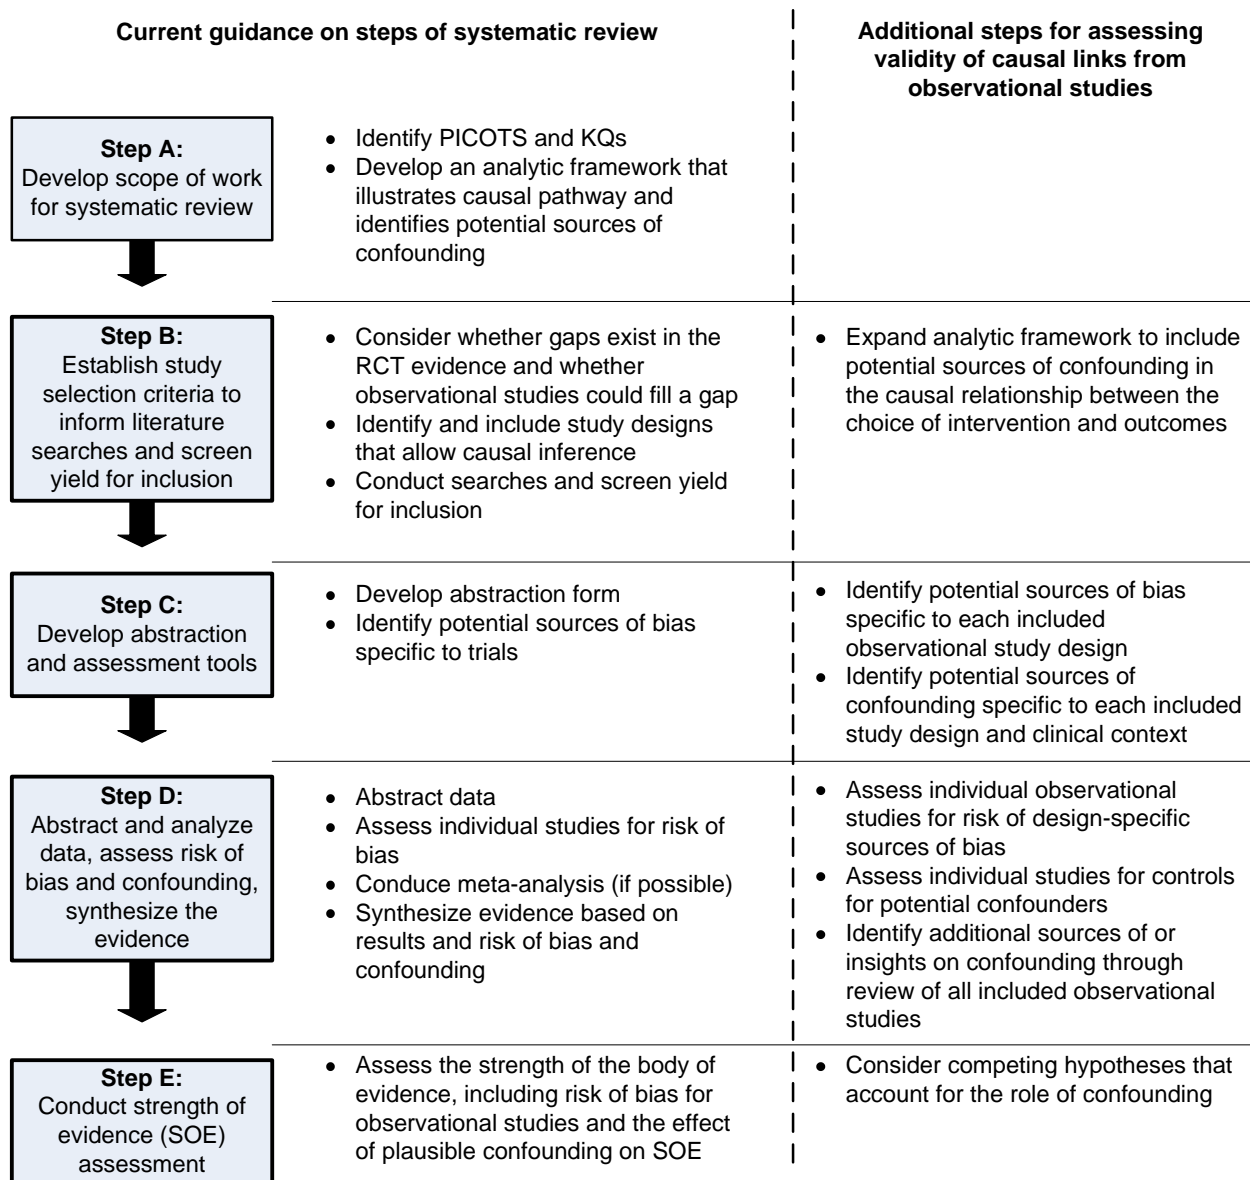 Current guidance on steps of systematic review
Additional steps for assessing
validity of causal links from
observational studies
Step A:
Develop scope of work
for systematic review
• Identify PICOTS and KQs
• Develop an analytic framework that
illustrates causal pathway and
identifies potential sources of
confounding
Step B:
Establish study
selection criteria to
inform literature
searches and screen
yield for inclusion
• Consider whether gaps exist in the
RCT evidence and whether
observational studies could fill a gap
• Identify and include study designs
that allow causal inference
• Conduct searches and screen yield
for inclusion
• Expand analytic framework to include
potential sources of confounding in
the causal relationship between the
choice of intervention and outcomes
Step C:
Develop abstraction
and assessment tools
• Develop abstraction form
• Identify potential sources of bias
specific to trials
• Identify potential sources of bias
specific to each included
observational study design
• Identify potential sources of
confounding specific to each included
study design and clinical context
Step D:
Abstract and analyze
data, assess risk of
bias and confounding,
synthesize the
evidence
• Abstract data
• Assess individual studies for risk of
bias
• Conduce meta-analysis (if possible)
• Synthesize evidence based on
results and risk of bias and
confounding
• Assess individual observational
studies for risk of design-specific
sources of bias
• Assess individual studies for controls
for potential confounders
• Identify additional sources of or
insights on confounding through
review of all included observational
studies
Step E:
Conduct strength of
evidence (SOE)
assessment
• Assess the strength of the body of
evidence, including risk of bias for
observational studies and the effect
of plausible confounding on SOE
• Consider competing hypotheses that
account for the role of confounding